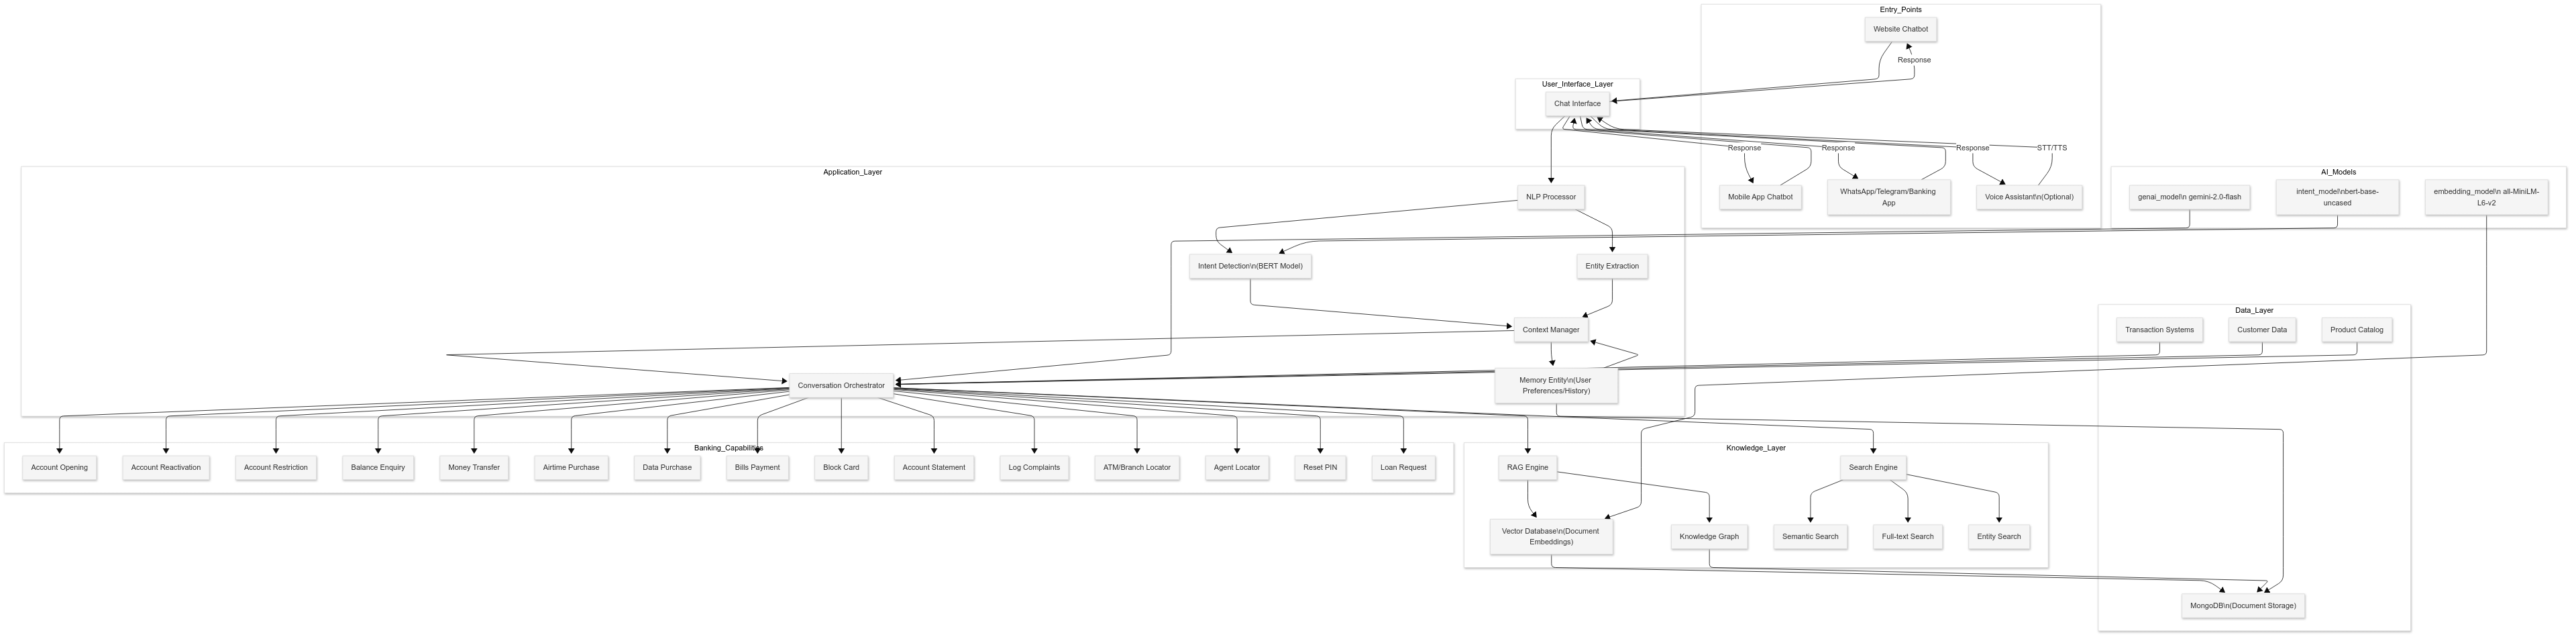 Entry_Points
Website Chatbot
Response
User_Interface_Layer
Chat Interface
Response
Response
Response
STT/TTS
Mobile App Chatbot
WhatsApp/Telegram/Banking
App
Voice Assistant\n(Optional)
Application_Layer
NLP Processor
Intent Detection\n(BERT Model)
Entity Extraction
Context Manager
Conversation Orchestrator
Memory Entity\n(User
Preferences/History)
AI_Models
genai_model\n gemini-2.0-flash
intent_model\nbert-base-
uncased
embedding_model\n all-MiniLM-
L6-v2
Data_Layer
Transaction Systems
Customer Data
Product Catalog
Banking_Capabilities
Account Opening
Account Reactivation
Account Restriction
Balance Enquiry
Money Transfer
Airtime Purchase
Data Purchase
Bills Payment
Block Card
Account Statement
Log Complaints
ATM/Branch Locator
Agent Locator
Reset PIN
Loan Request
Knowledge_Layer
RAG Engine
Search Engine
Vector Database\n(Document
Embeddings)
Knowledge Graph
Semantic Search
Full-text Search
Entity Search
MongoDB\n(Document Storage)